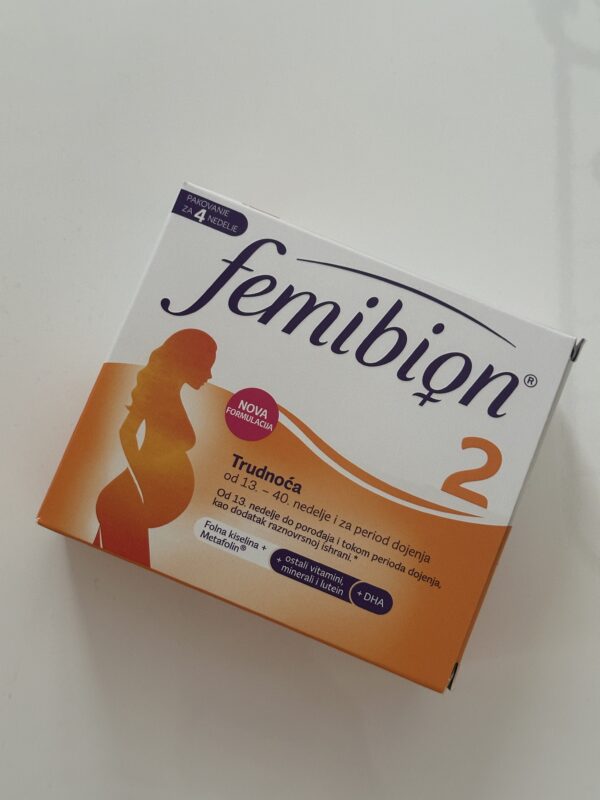 PAKOVANJE
ZA 4 NEDELJE
femibion®
2
NOVA
FORMULACIJA
Trudnoća
od 13. – 40. nedelje i za period dojenja
Od 13. nedelje do porođaja i tokom perioda dojenja,
kao dodatak raznovrsnoj ishrani.*
Folna kiselina +
Metafolin®
+ ostali vitamini,
minerali i lutein
+ DHA